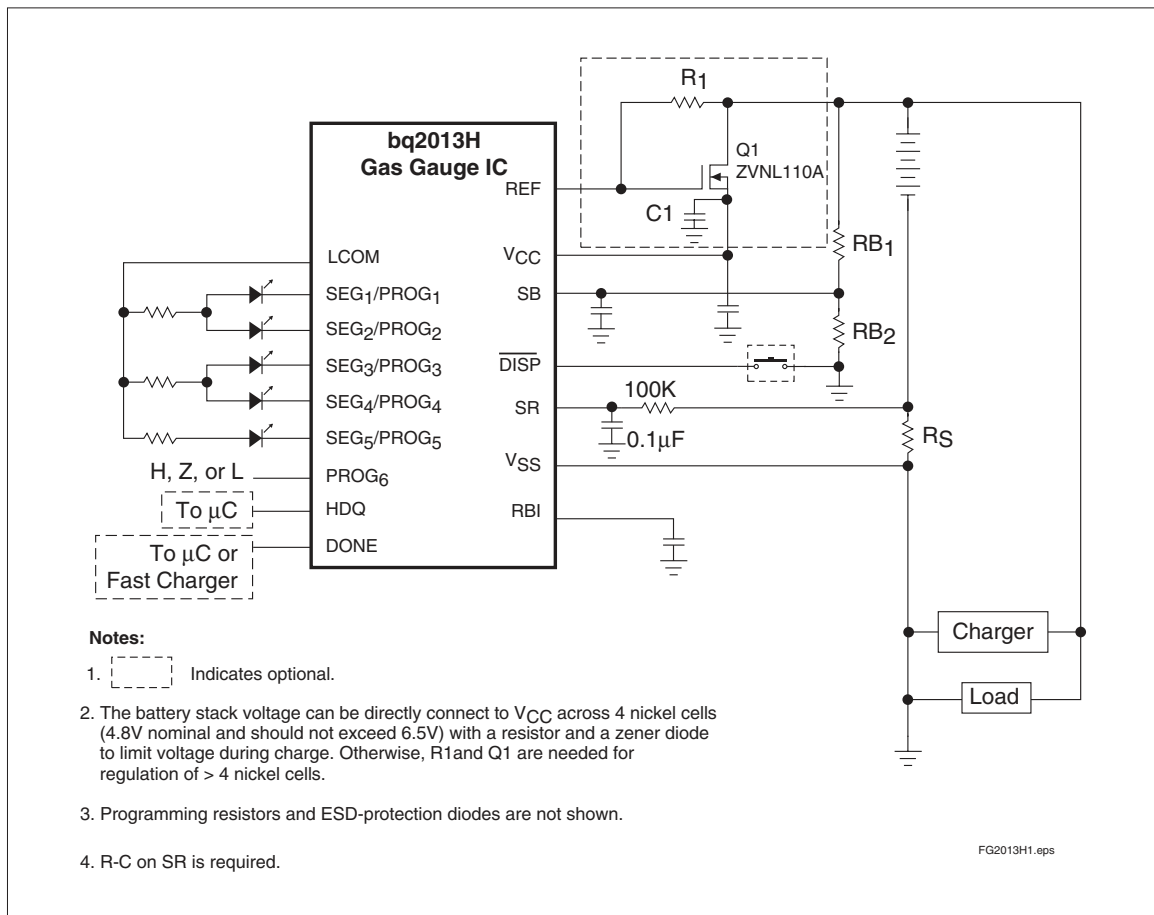 bq2013H
Gas Gauge IC
R1
Q1
ZVNL110A
C1
REF
VCC
SB
DISP
SR
VSS
RBI
LCOM
SEG1/PROG1
SEG2/PROG2
SEG3/PROG3
SEG4/PROG4
SEG5/PROG5
PROG6
HDQ
DONE
H, Z, or L
To µC
To µC or
Fast Charger
RB1
RB2
100K
0.1µF
RS
Charger
Load
Notes:
1. Indicates optional.
2. The battery stack voltage can be directly connect to VCC across 4 nickel cells
(4.8V nominal and should not exceed 6.5V) with a resistor and a zener diode
to limit voltage during charge. Otherwise, R1and Q1 are needed for
regulation of > 4 nickel cells.
3. Programming resistors and ESD-protection diodes are not shown.
4. R-C on SR is required.
FG2013H1.eps